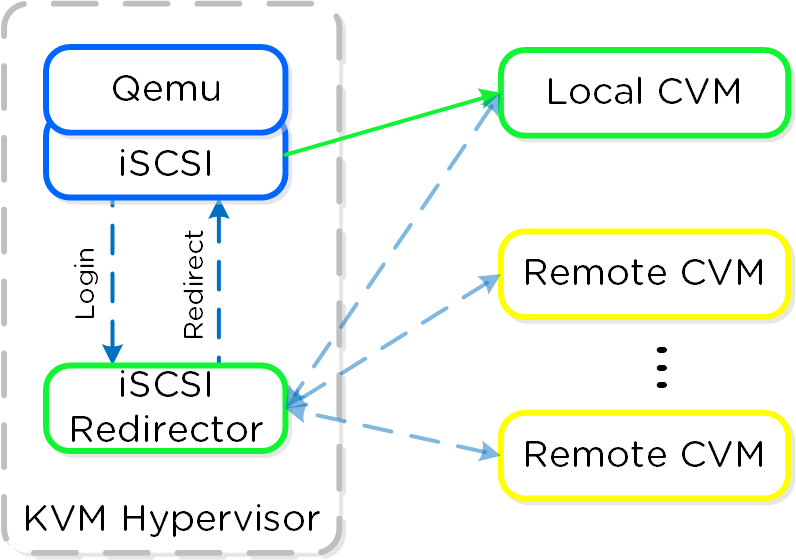 Qemu
iSCSI
Login
Redirect
iSCSI
Redirector
KVM Hypervisor
Local CVM
Remote CVM
Remote CVM